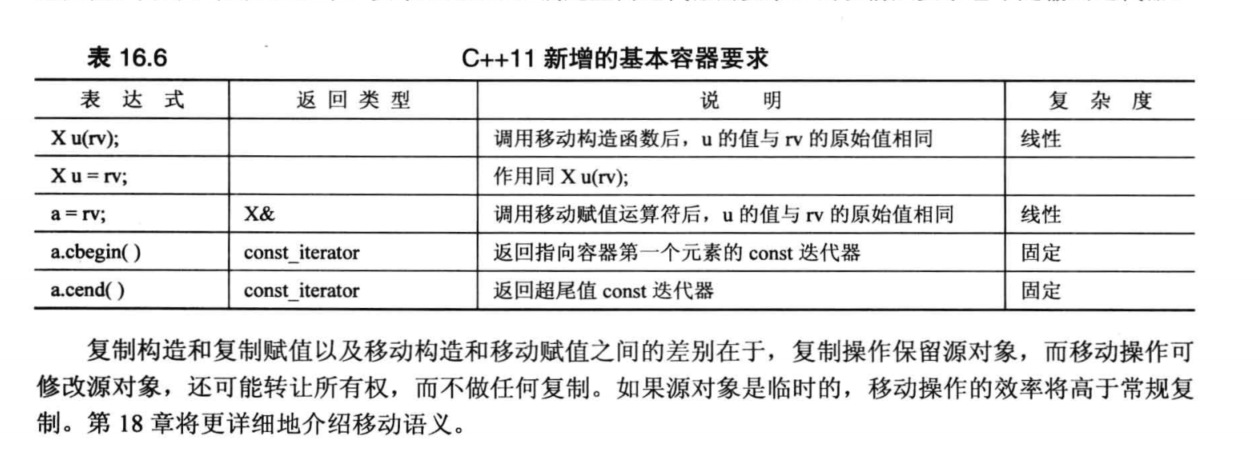 表 16.6 C++11 新增的基本容器要求
表 达 式 返 回 类 型 说 明 复 杂 度
X u(rv); 调用移动构造函数后，u 的值与 rv 的原始值相同 线性
X u = rv; 作用同 X u(rv);
a = rv; X& 调用移动赋值运算符后，u 的值与 rv 的原始值相同 线性
a.cbegin( ) const_iterator 返回指向容器第一个元素的 const 迭代器 固定
a.cend( ) const_iterator 返回超尾值 const 迭代器 固定
复制构造和复制赋值以及移动构造和移动赋值之间的差别在于，复制操作保留源对象，而移动操作可
修改源对象，还可能转让所有权，而不做任何复制。如果源对象是临时的，移动操作的效率将高于常规复
制。第 18 章将更详细地介绍移动语义。